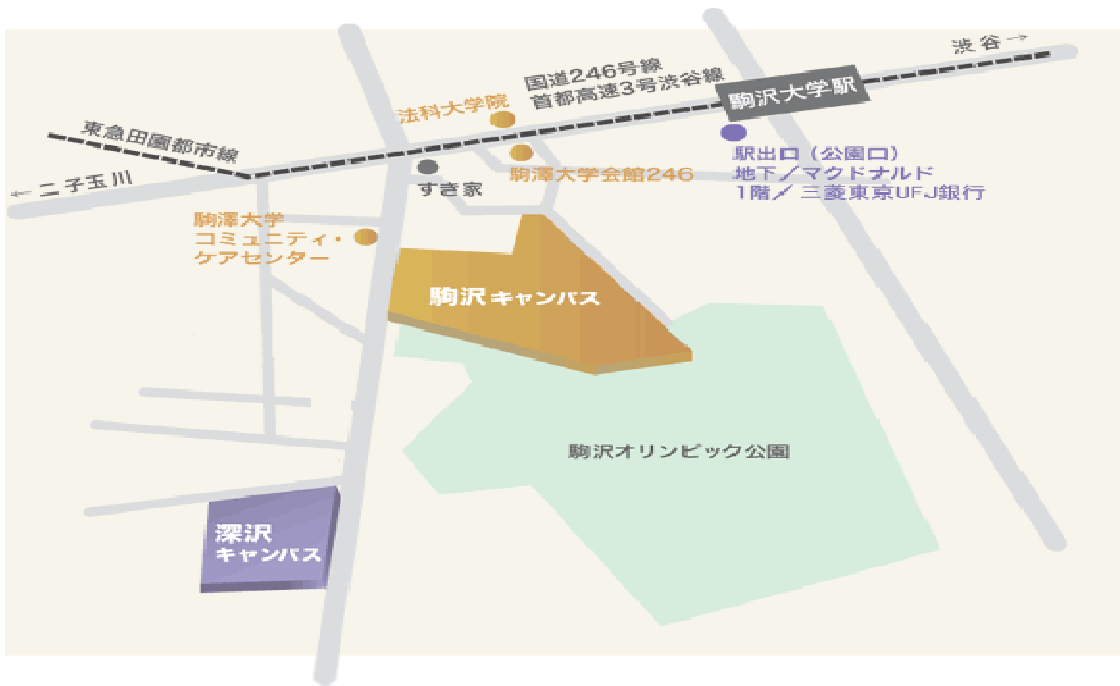 渋谷→
国道246号線
首都高速3号渋谷線
駒沢大学駅
法科大学院
東急田園都市線
駅出口（公園口）
地下／マクドナルド
1階／三菱東京UFJ銀行
駒澤大学会館246
すき家
←二子玉川
駒澤大学
コミュニティ・
ケアセンター
駒沢キャンパス
駒沢オリンピック公園
深沢
キャンパス